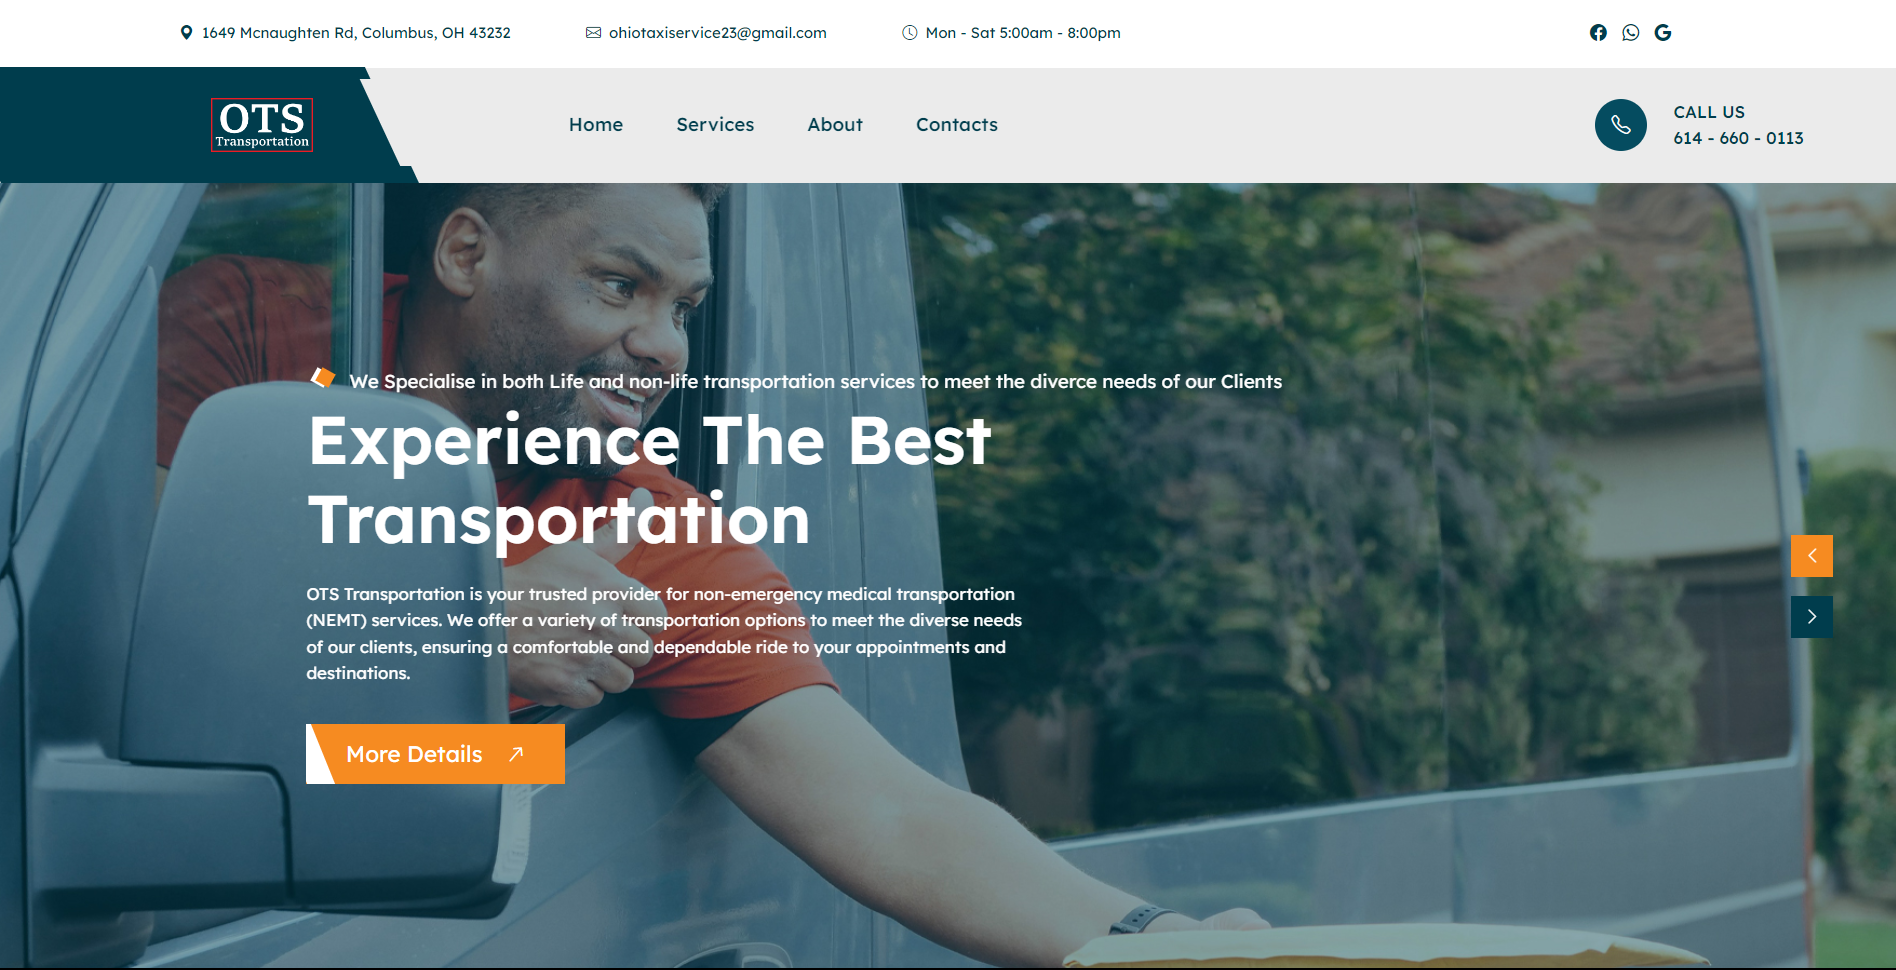 1649 Mcnaughten Rd, Columbus, OH 43232
ohiotaxiservice23@gmail.com
Mon - Sat 5:00am - 8:00pm
OTS
Transportation
Home
Services
About
Contacts
CALL US
614 - 660 - 0113
We Specialise in both Life and non-life transportation services to meet the diverce needs of our Clients
Experience The Best
Transportation
OTS Transportation is your trusted provider for non-emergency medical transportation
(NEMT) services. We offer a variety of transportation options to meet the diverse needs
of our clients, ensuring a comfortable and dependable ride to your appointments and
destinations.
More Details